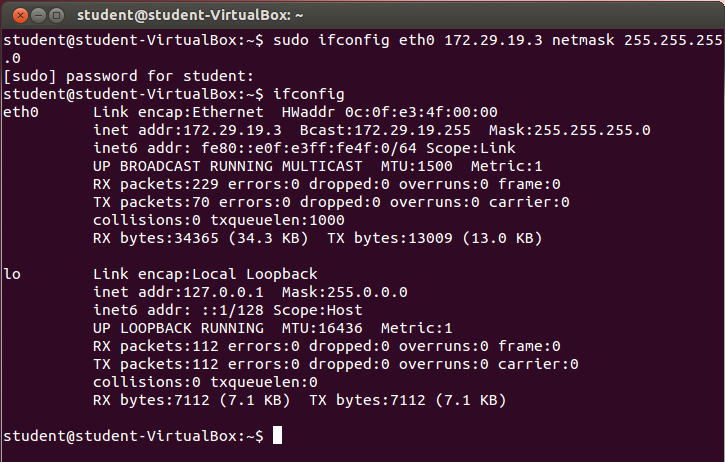 student@student-VirtualBox: ~
student@student-VirtualBox:~$ sudo ifconfig eth0 172.29.19.3 netmask 255.255.255
.0
[sudo] password for student:
student@student-VirtualBox:~$ ifconfig
eth0      Link encap:Ethernet  HWaddr 0c:0f:e3:4f:00:00
          inet addr:172.29.19.3  Bcast:172.29.19.255  Mask:255.255.255.0
          inet6 addr: fe80::e0f:e3ff:fe4f:0/64 Scope:Link
          UP BROADCAST RUNNING MULTICAST  MTU:1500  Metric:1
          RX packets:229 errors:0 dropped:0 overruns:0 frame:0
          TX packets:70 errors:0 dropped:0 overruns:0 carrier:0
          collisions:0 txqueuelen:1000
          RX bytes:34365 (34.3 KB)  TX bytes:13009 (13.0 KB)

lo        Link encap:Local Loopback
          inet addr:127.0.0.1  Mask:255.0.0.0
          inet6 addr: ::1/128 Scope:Host
          UP LOOPBACK RUNNING  MTU:16436  Metric:1
          RX packets:112 errors:0 dropped:0 overruns:0 frame:0
          TX packets:112 errors:0 dropped:0 overruns:0 carrier:0
          collisions:0 txqueuelen:0
          RX bytes:7112 (7.1 KB)  TX bytes:7112 (7.1 KB)

student@student-VirtualBox:~$